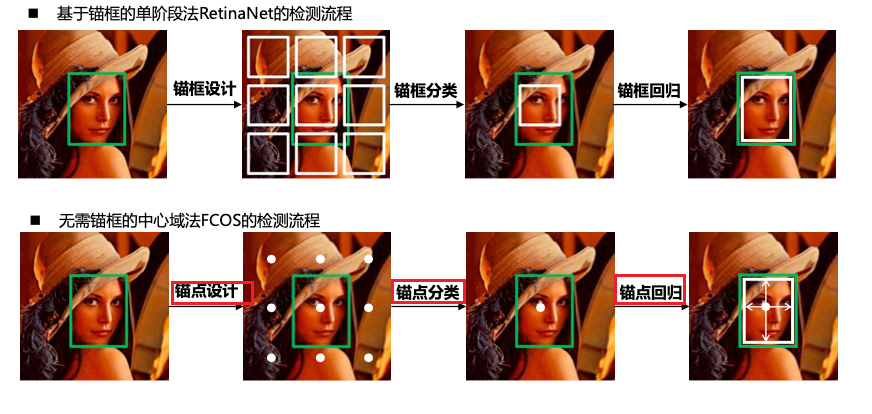 ■ 基于锚框的单阶段法RetinaNet的检测流程
锚框设计
锚框分类
锚框回归
■ 无需锚框的中心域法FCOS的检测流程
锚点设计
锚点分类
锚点回归